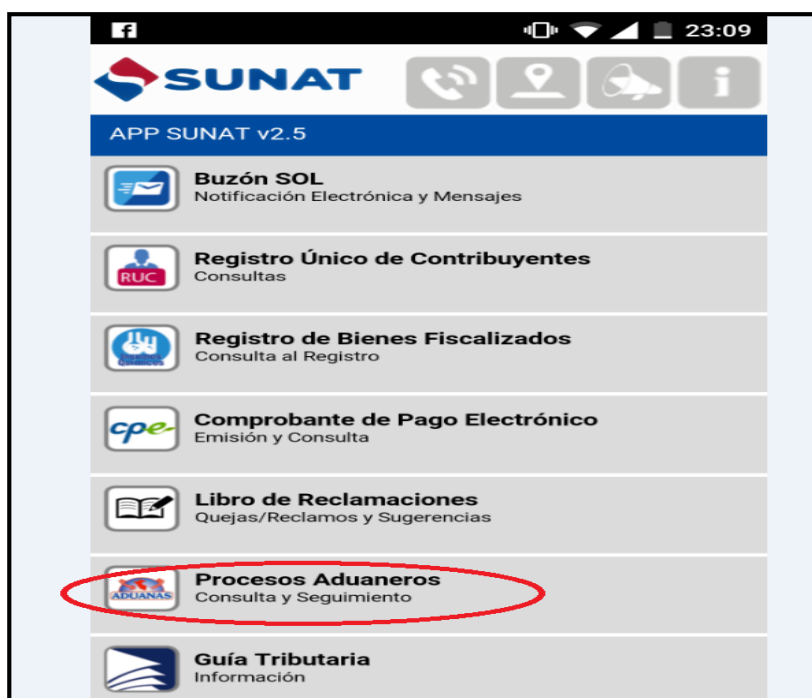 23:09
SUNAT
APP SUNAT v2.5
Buzón SOL
Notificación Electrónica y Mensajes
RUC
Registro Único de Contribuyentes
Consultas
Registro de Bienes Fiscalizados
Consulta al Registro
cpe
Comprobante de Pago Electrónico
Emisión y Consulta
Libro de Reclamaciones
Quejas/Reclamos y Sugerencias
ADUANAS
Procesos Aduaneros
Consulta y Seguimiento
Guía Tributaria
Información